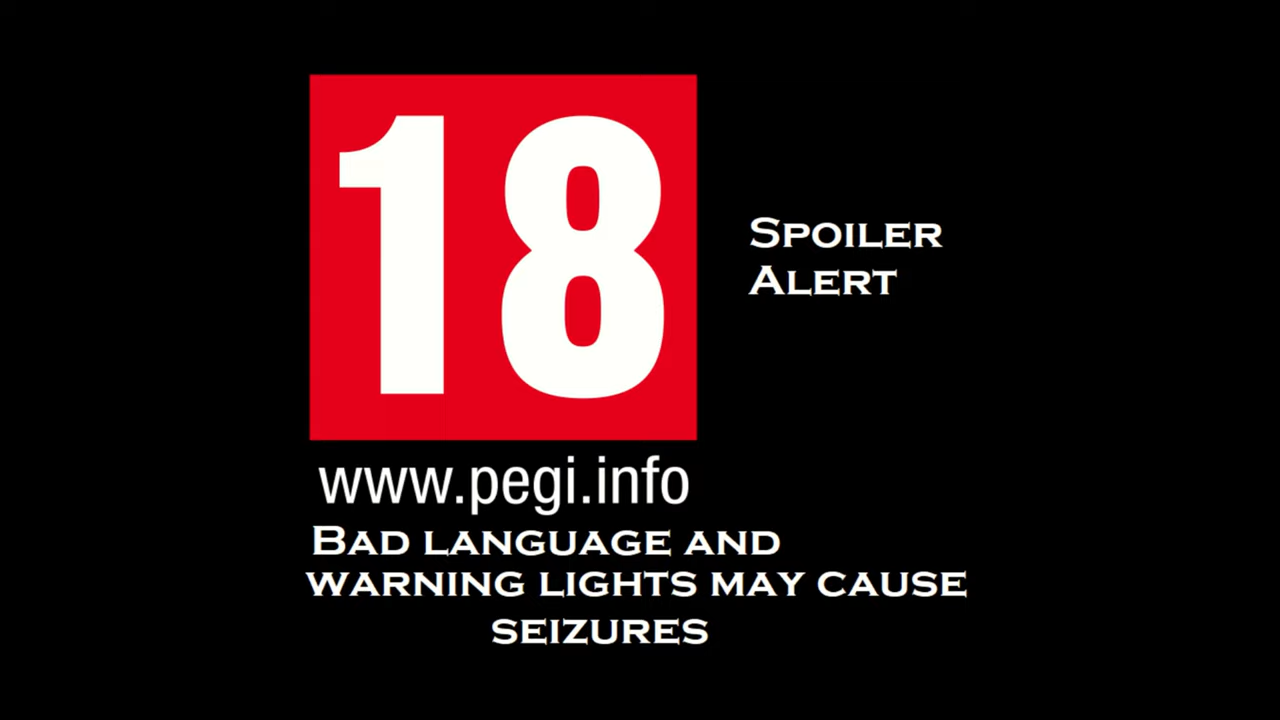 18
Spoiler
Alert
www.pegi.info
Bad language and
warning lights may cause
seizures